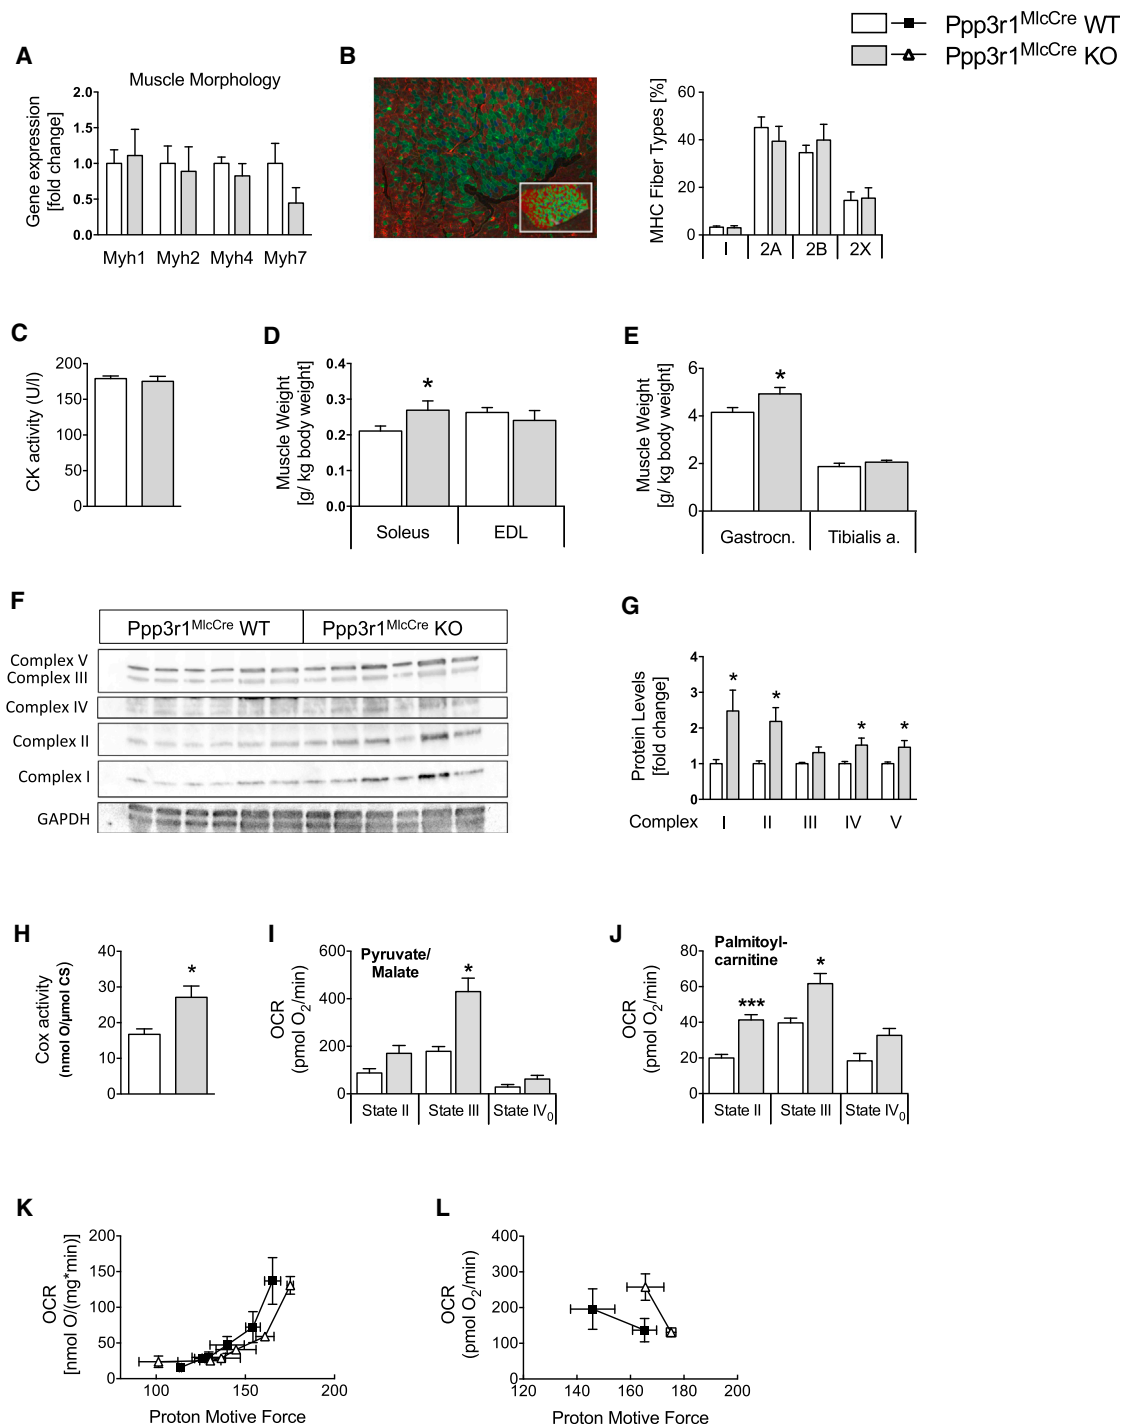 Ppp3r1MlcCre WT
Ppp3r1MlcCre KO
A
Muscle Morphology
Gene expression
[fold change]
2.0
1.5
1.0
0.5
0.0
Myh1 Myh2 Myh4 Myh7
B
MHC Fiber Types [%]
60
40
20
0
I 2A 2B 2X
C
CK activity (U/l)
200
150
100
50
0
D
Muscle Weight
[g/ kg body weight]
0.4
0.3
0.2
0.1
0.0
*
Soleus EDL
E
Muscle Weight
[g/ kg body weight]
6
4
2
0
*
Gastrocn. Tibialis a.
F
Ppp3r1MlcCre WT Ppp3r1MlcCre KO
Complex V
Complex III
Complex IV
Complex II
Complex I
GAPDH
G
Protein Levels
[fold change]
4
3
2
1
0
* * * *
Complex I II III IV V
H
Cox activity
(nmol O/µmol CS)
40
30
20
10
0
*
I
Pyruvate/
Malate
OCR
(pmol O2/min)
600
400
200
0
*
State II State III State IV0
J
Palmitoyl-
carnitine
OCR
(pmol O2/min)
80
60
40
20
0
*** *
State II State III State IV0
K
OCR
[nmol O/(mg*min)]
200
150
100
50
0
100 150 200
Proton Motive Force
L
OCR
(pmol O2/min)
400
300
200
100
0
120 140 160 180 200
Proton Motive Force